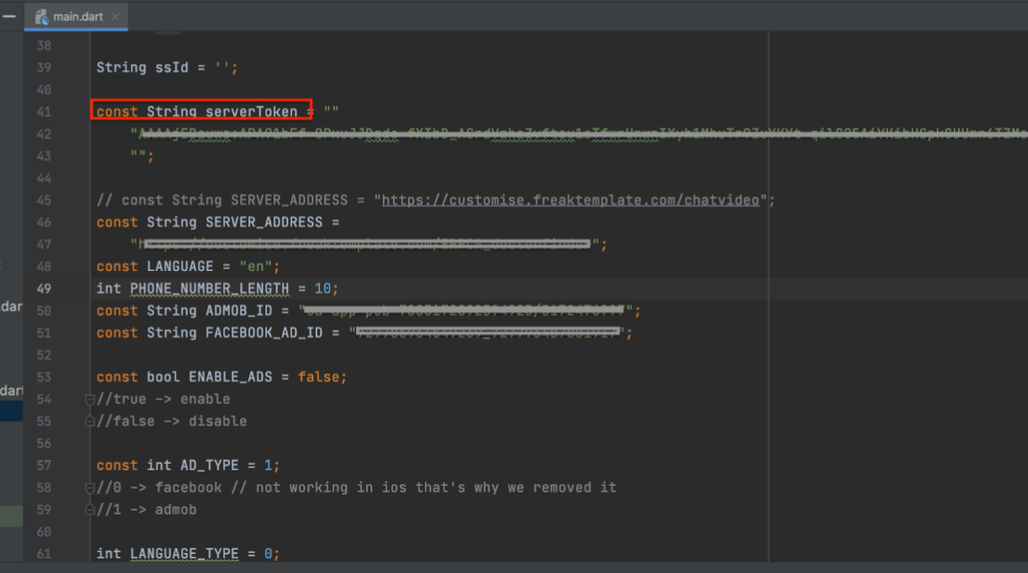 main.dart
38
39 String ssId = '';
40
41 const String serverToken = ""
42 "
43 "";
44
45 // const String SERVER_ADDRESS = "https://customise.freaktemplate.com/chatvideo";
46 const String SERVER_ADDRESS =
47 "h ";
48 const LANGUAGE = "en";
49 int PHONE_NUMBER_LENGTH = 10;
50 const String ADMOB_ID = " ";
51 const String FACEBOOK_AD_ID = " ";
52
.dar
53 const bool ENABLE_ADS = false;
dart
54 //true -> enable
55 //false -> disable
56
57 const int AD_TYPE = 1;
58 //0 -> facebook // not working in ios that's why we removed it
59 //1 -> admob
60
61 int LANGUAGE_TYPE = 0;